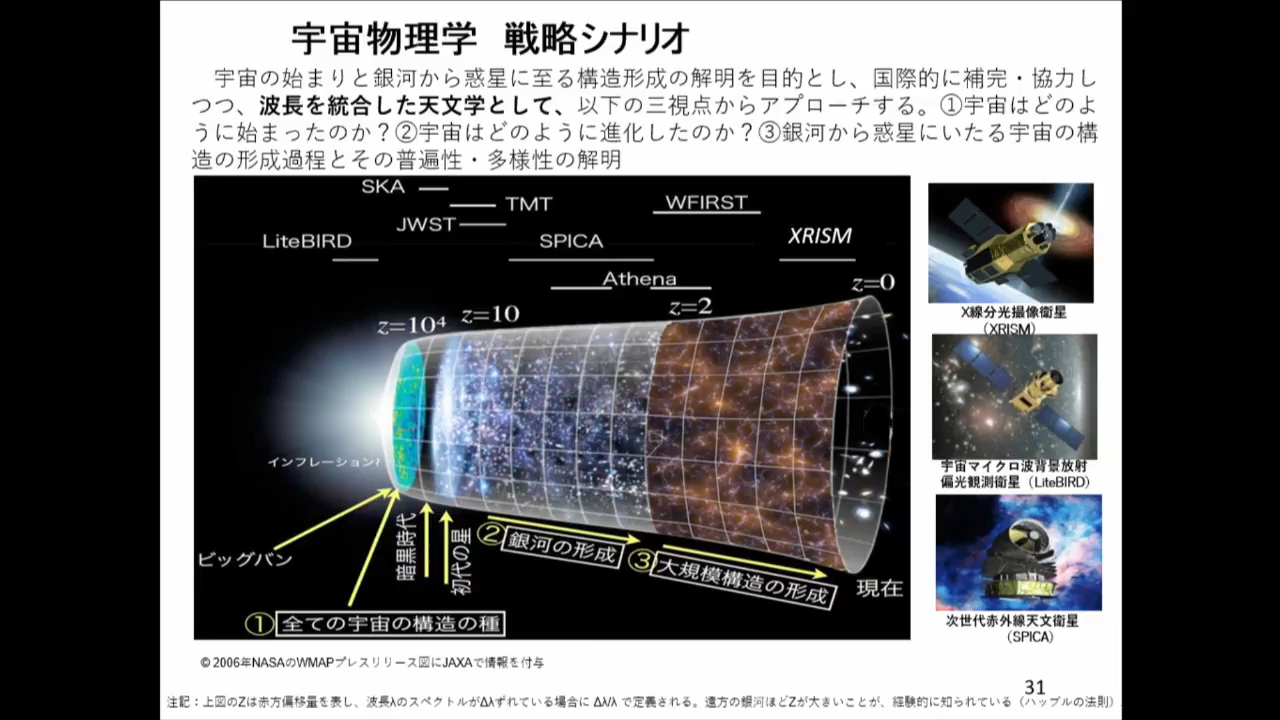 宇宙物理学 戦略シナリオ
宇宙の始まりと銀河から惑星に至る構造形成の解明を目的とし、国際的に補完・協力し
つつ、波長を統合した天文学として、以下の三視点からアプローチする。①宇宙はどのよ
うに始まったのか？②宇宙はどのように進化したのか？③銀河から惑星にいたる宇宙の構
造の形成過程とその普遍性・多様性の解明
SKA
TMT
WFIRST
JWST
LiteBIRD
SPICA
XRISM
Athena
z=0
z=10⁴
z=10
z=2
インフレーション?
ビッグバン
暗黒時代
初代の星
②銀河の形成
③大規模構造の形成
現在
①全ての宇宙の構造の種
X線分光撮像衛星
（XRISM）
宇宙マイクロ波背景放射
偏光観測衛星（LiteBIRD）
次世代赤外線天文衛星
（SPICA）
© 2006年NASAのWMAPプレスリリース図にJAXAで情報を付与
31
注記：上図のZは赤方偏移量を表し、波長λのスペクトルがΔλずれている場合に Δλ/λ で定義される。遠方の銀河ほどZが大きいことが、経験的に知られている（ハッブルの法則）